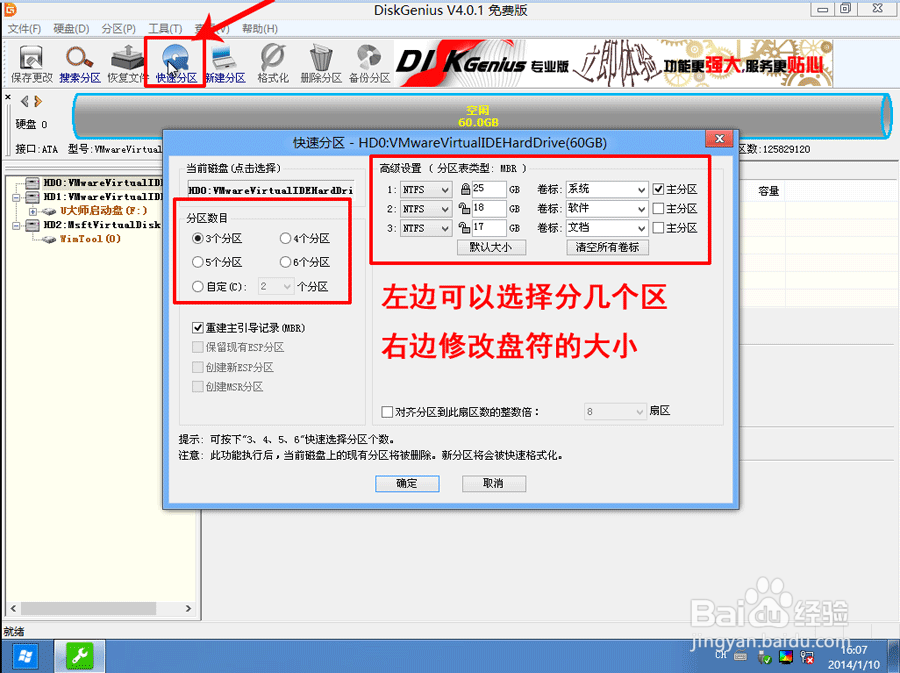 DiskGenius V4.0.1 免费版
文件(F) 硬盘(D) 分区(P) 工具(T) 帮助(H)
保存更改 搜索分区 恢复文件 快速分区 新建分区 格式化 删除分区 备份分区
DISKGenius 专业版 立即体验 功能更强大,服务更贴心
空闲
60.0GB
硬盘 0
接口:ATA 型号:VMwareVirtual 区数:125829120
HD0:VMwareVirtualID
HD1:VMwareVirtualID
U大师启动盘(F:)
HD2:MsftVirtualDisk
WimTool(0)
容量
快速分区 - HD0:VMwareVirtualIDEHardDrive(60GB)
当前磁盘(点击选择)
HD0:VMwareVirtualIDEHardDri
分区数目
3个分区 4个分区
5个分区 6个分区
自定(C): 2 个分区
重建主引导记录(MBR)
保留现有ESP分区
创建新ESP分区
创建MSR分区
高级设置 ( 分区表类型: MBR )
1: NTFS 25 GB 卷标: 系统 主分区
2: NTFS 18 GB 卷标: 软件 主分区
3: NTFS 17 GB 卷标: 文档 主分区
默认大小 清空所有卷标
左边可以选择分几个区
右边修改盘符的大小
对齐分区到此扇区数的整数倍: 8 扇区
提示: 可按下"3、4、5、6"快速选择分区个数。
注意: 此功能执行后,当前磁盘上的现有分区将被删除。新分区将会被快速格式化。
确定 取消
就绪
Baidu 经验
jingyan.baidu.com
CH 16:07
2014/1/10